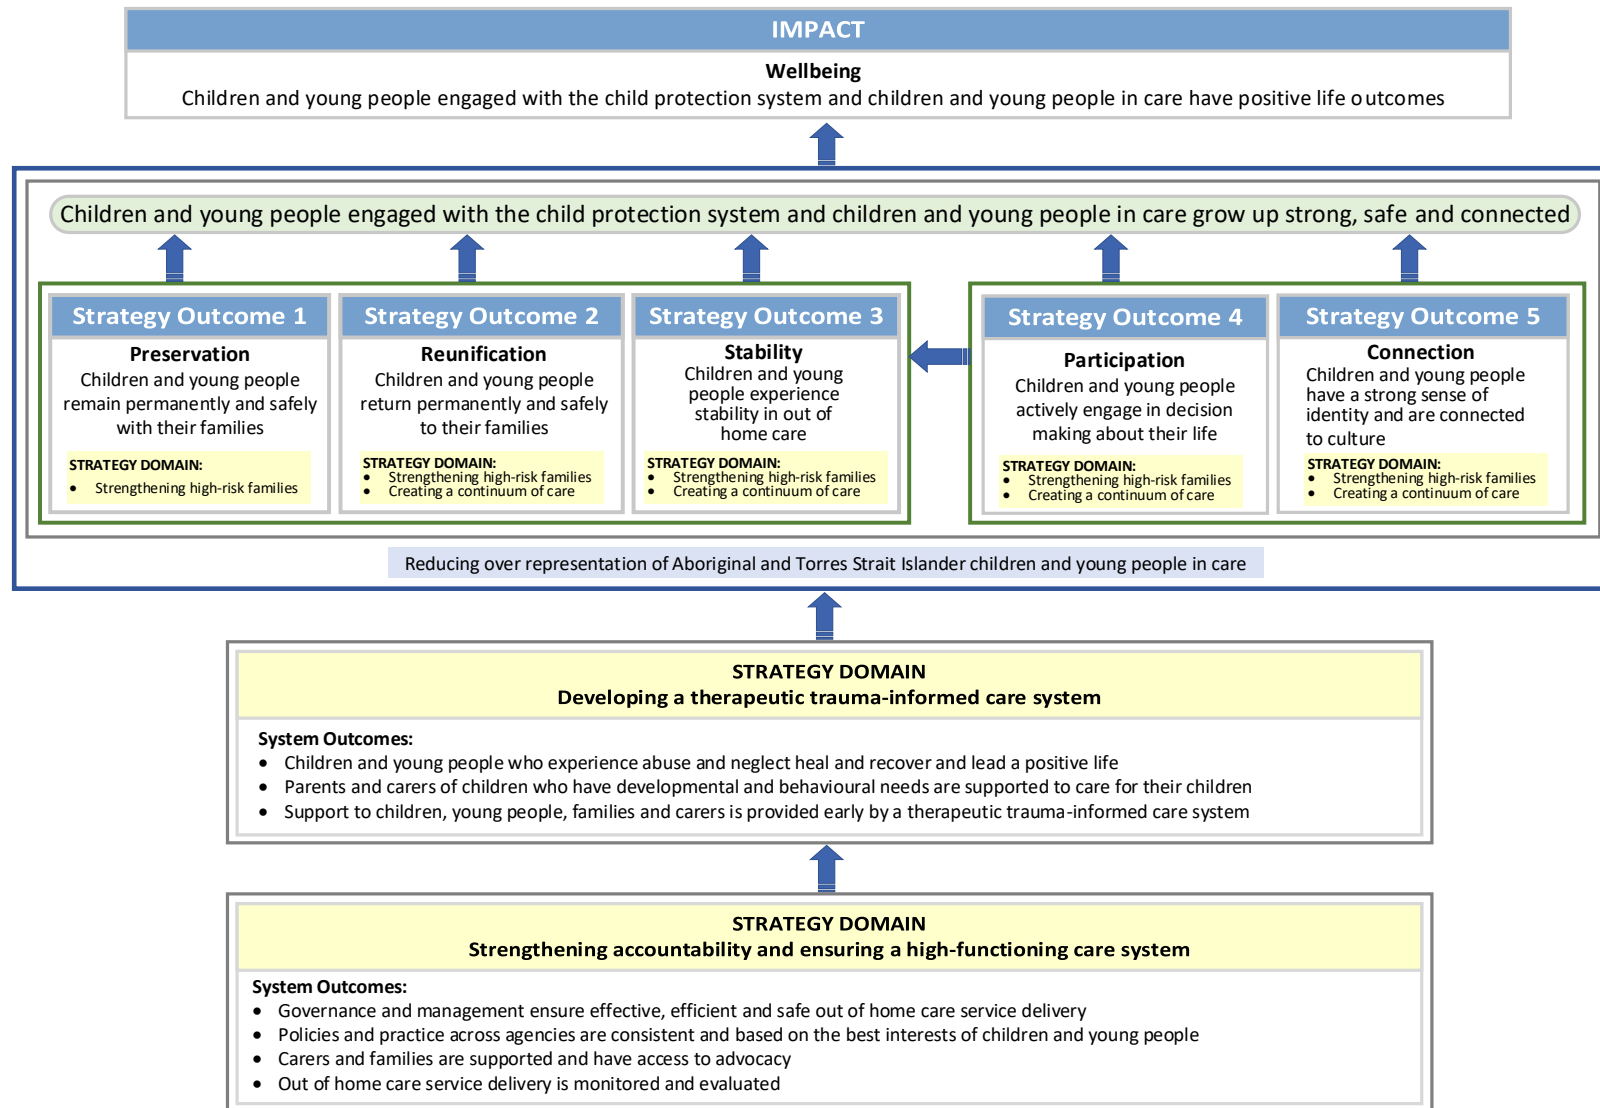 IMPACT
Wellbeing
Children and young people engaged with the child protection system and children and young people in care have positive life outcomes
Children and young people engaged with the child protection system and children and young people in care grow up strong, safe and connected
Strategy Outcome 1
Preservation
Children and young people
remain permanently and safely
with their families
STRATEGY DOMAIN:
• Strengthening high-risk families
Strategy Outcome 2
Reunification
Children and young people
return permanently and safely
to their families
STRATEGY DOMAIN:
• Strengthening high-risk families
• Creating a continuum of care
Strategy Outcome 3
Stability
Children and young
people experience
stability in out of
home care
STRATEGY DOMAIN:
• Strengthening high-risk families
• Creating a continuum of care
Strategy Outcome 4
Participation
Children and young people
actively engage in decision
making about their life
STRATEGY DOMAIN:
• Strengthening high-risk families
• Creating a continuum of care
Strategy Outcome 5
Connection
Children and young people
have a strong sense of
identity and are connected
to culture
STRATEGY DOMAIN:
• Strengthening high-risk families
• Creating a continuum of care
Reducing over representation of Aboriginal and Torres Strait Islander children and young people in care
STRATEGY DOMAIN
Developing a therapeutic trauma-informed care system
System Outcomes:
• Children and young people who experience abuse and neglect heal and recover and lead a positive life
• Parents and carers of children who have developmental and behavioural needs are supported to care for their children
• Support to children, young people, families and carers is provided early by a therapeutic trauma-informed care system
STRATEGY DOMAIN
Strengthening accountability and ensuring a high-functioning care system
System Outcomes:
• Governance and management ensure effective, efficient and safe out of home care service delivery
• Policies and practice across agencies are consistent and based on the best interests of children and young people
• Carers and families are supported and have access to advocacy
• Out of home care service delivery is monitored and evaluated